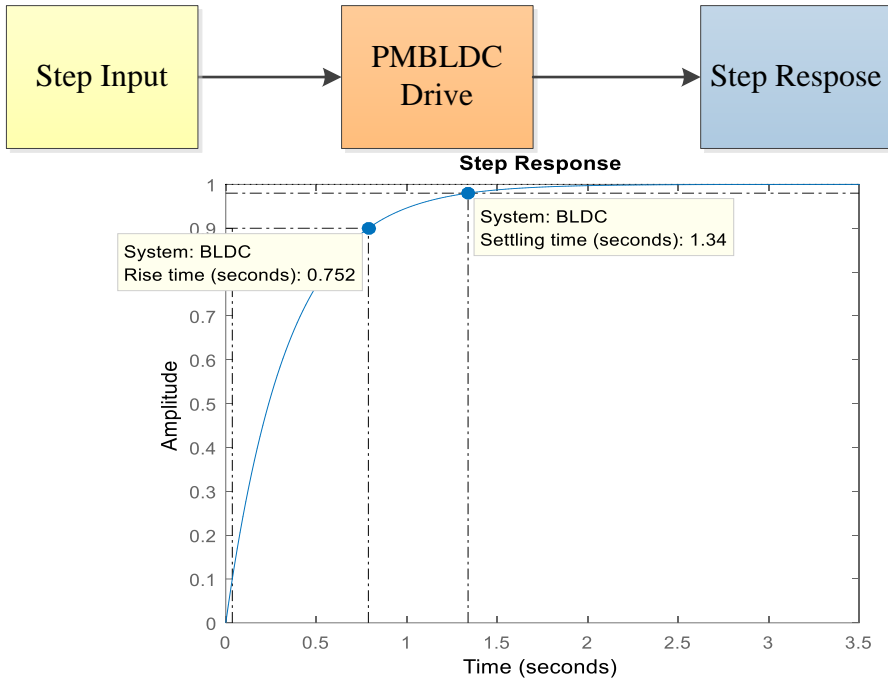 Step Input
PMBLDC
Drive
Step Respose
Step Response
System: BLDC
Settling time (seconds): 1.34
System: BLDC
Rise time (seconds): 0.752
Amplitude
1
0.9
0.7
0.6
0.5
0.4
0.3
0.2
0.1
0
0
0.5
1
1.5
2
2.5
3
3.5
Time (seconds)